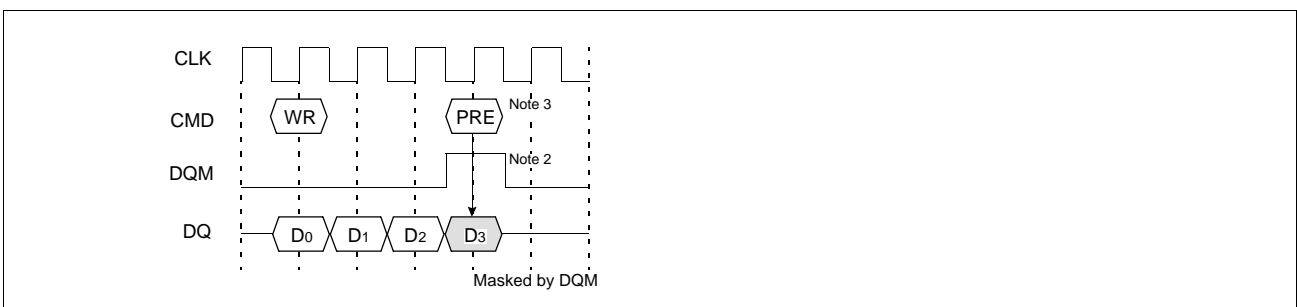 CLK
CMD WR PRE Note 3
DQM Note 2
DQ D0 D1 D2 D3
Masked by DQM